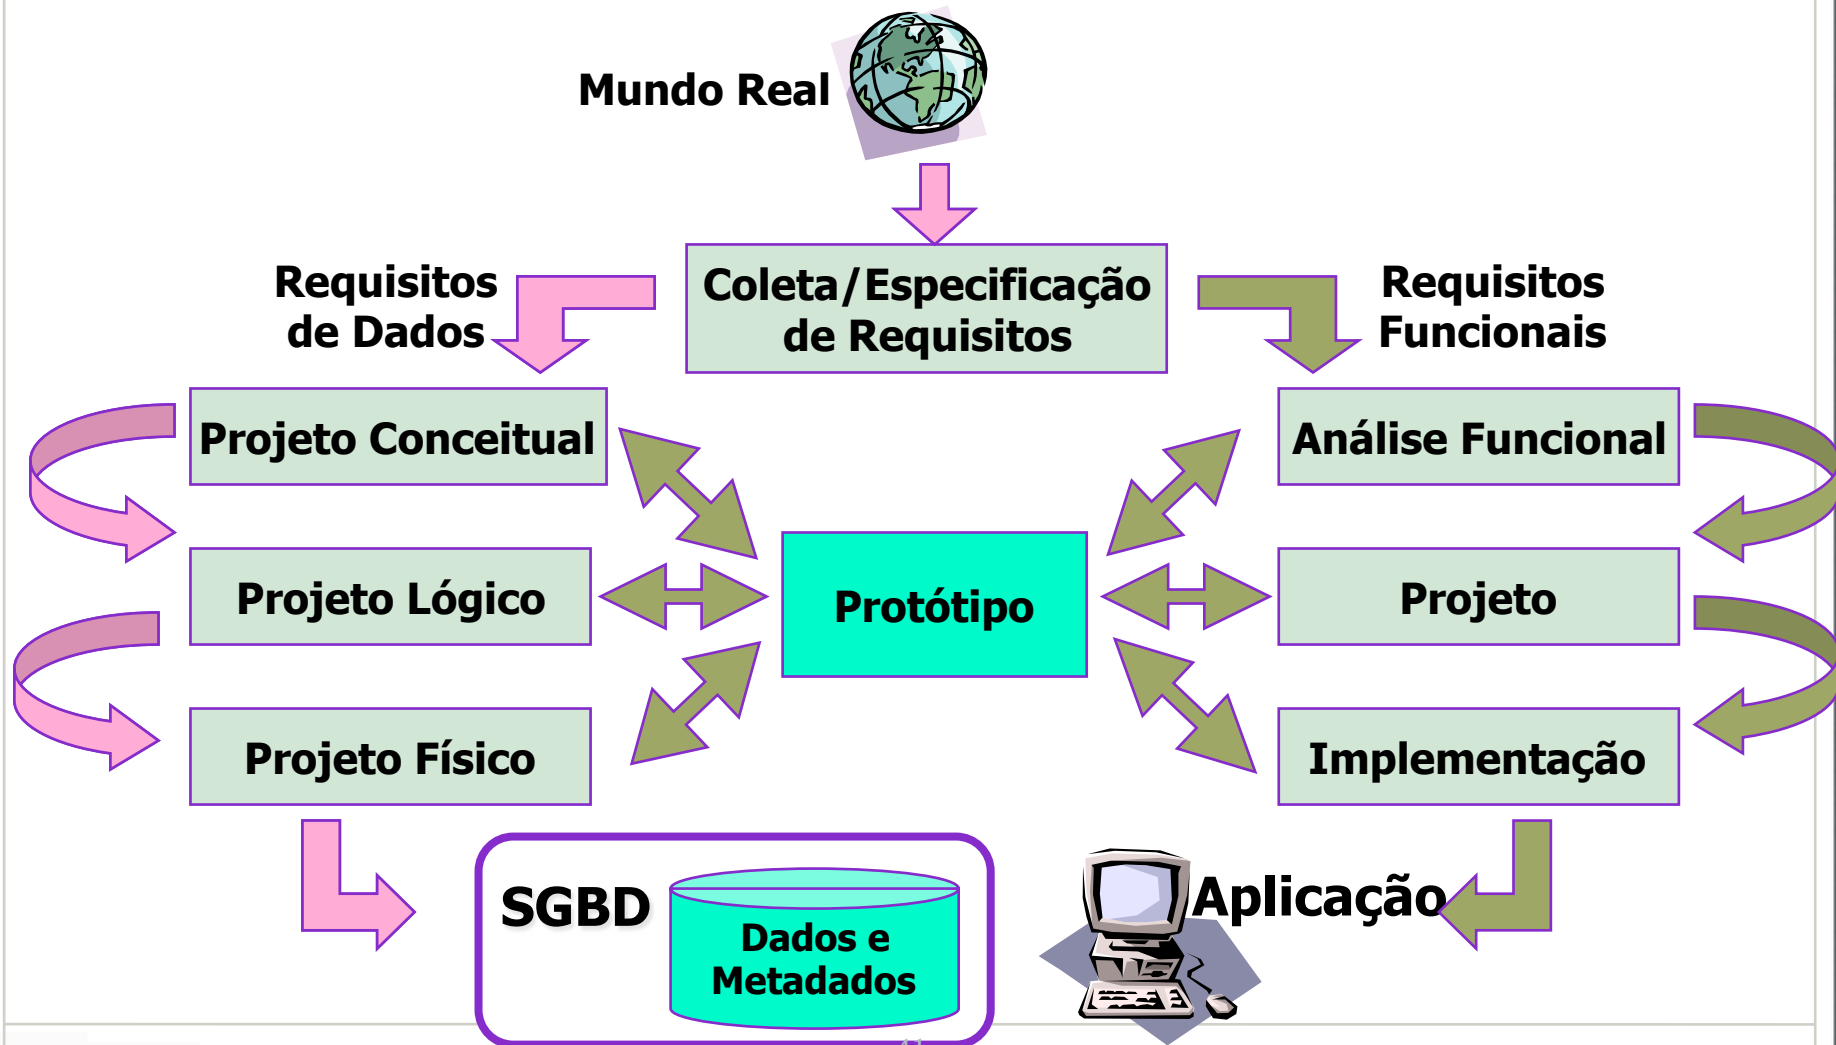 Mundo Real
Requisitos
de Dados
Coleta/Especificação
de Requisitos
Requisitos
Funcionais
Projeto Conceitual
Análise Funcional
Projeto Lógico
Protótipo
Projeto
Projeto Físico
Implementação
SGBD
Dados e
Metadados
Aplicação